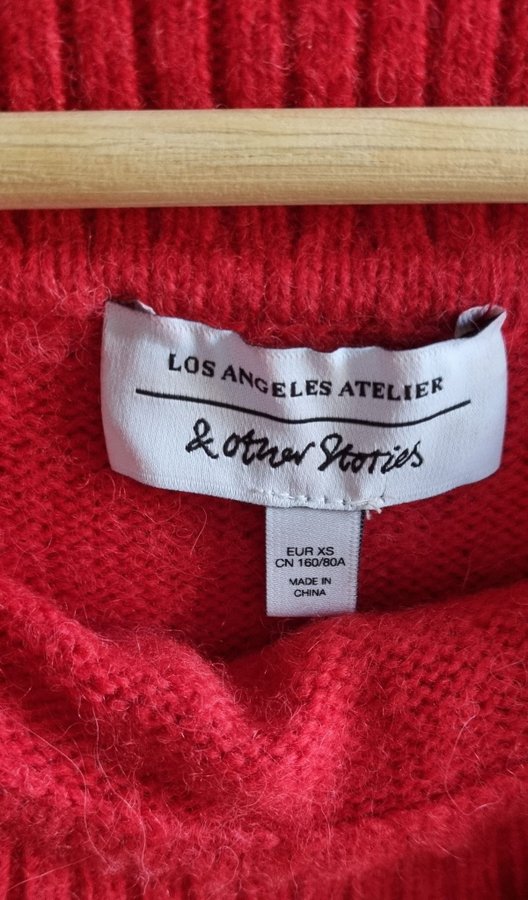 LOS ANGELES ATELIER
& other Stories
EUR XS
CN 160/80A
MADE IN
CHINA